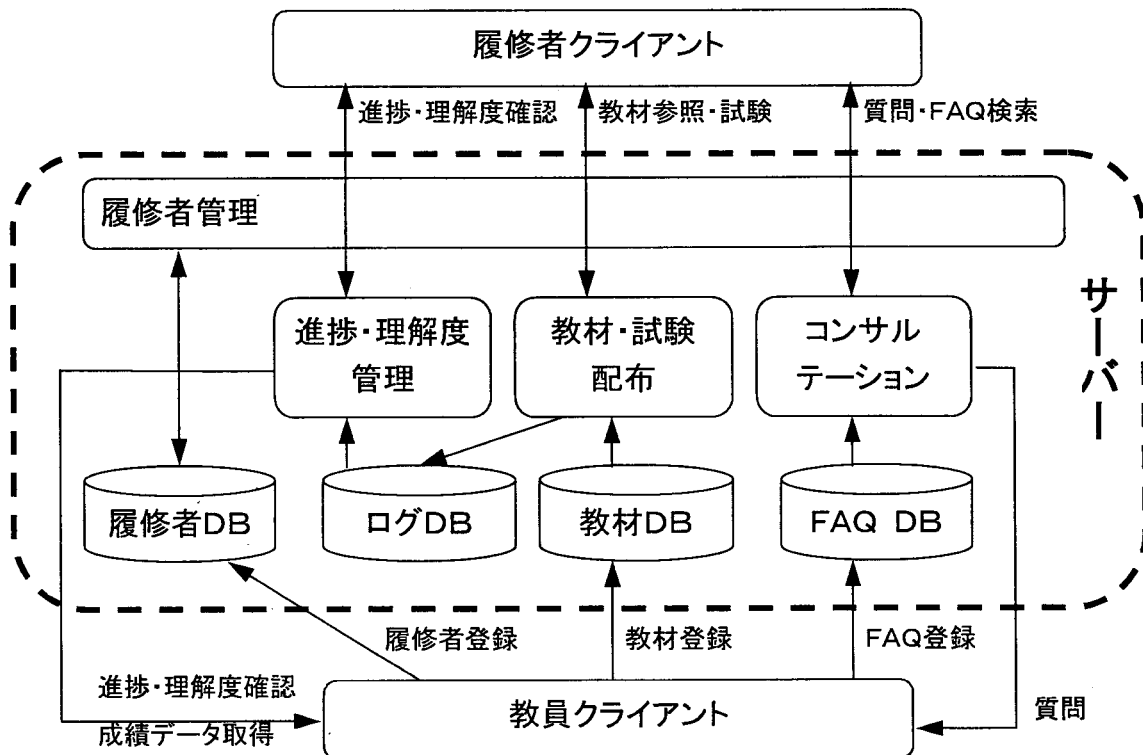 履修者クライアント
進捗・理解度確認
教材参照・試験
質問・FAQ検索
履修者管理
サーバー
進捗・理解度
管理
教材・試験
配布
コンサル
テーション
履修者DB
ログDB
教材DB
FAQ DB
履修者登録
教材登録
FAQ登録
進捗・理解度確認
成績データ取得
教員クライアント
質問